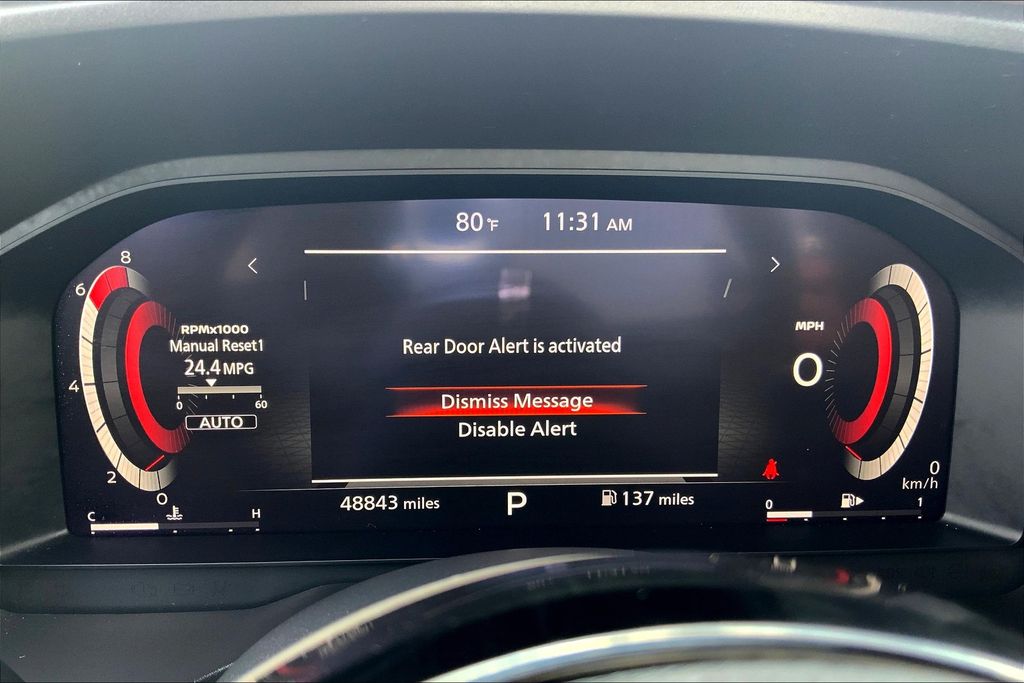 80°F 11:31 AM
8
6
4
2
0
RPMx1000
Manual Reset1
24.4 MPG
0 60
AUTO
C H
Rear Door Alert is activated
Dismiss Message
Disable Alert
MPH
0
0
km/h
48843 miles P 137 miles
0 1